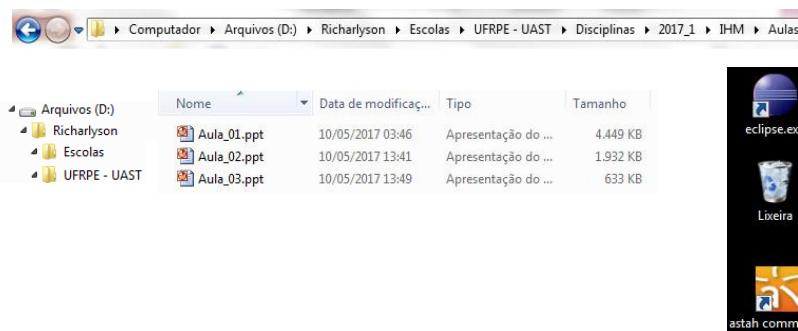 Computador Arquivos (D:) Richarlyson Escolas UFRPE - UAST Disciplinas 2017_1 IHM Aulas
Arquivos (D:)
Richarlyson
Escolas
UFRPE - UAST
Nome Data de modificaç... Tipo Tamanho
Aula_01.ppt 10/05/2017 03:46 Apresentação do ... 4.449 KB
Aula_02.ppt 10/05/2017 13:41 Apresentação do ... 1.932 KB
Aula_03.ppt 10/05/2017 13:49 Apresentação do ... 633 KB
eclipse.ex
Lixeira
astah comm